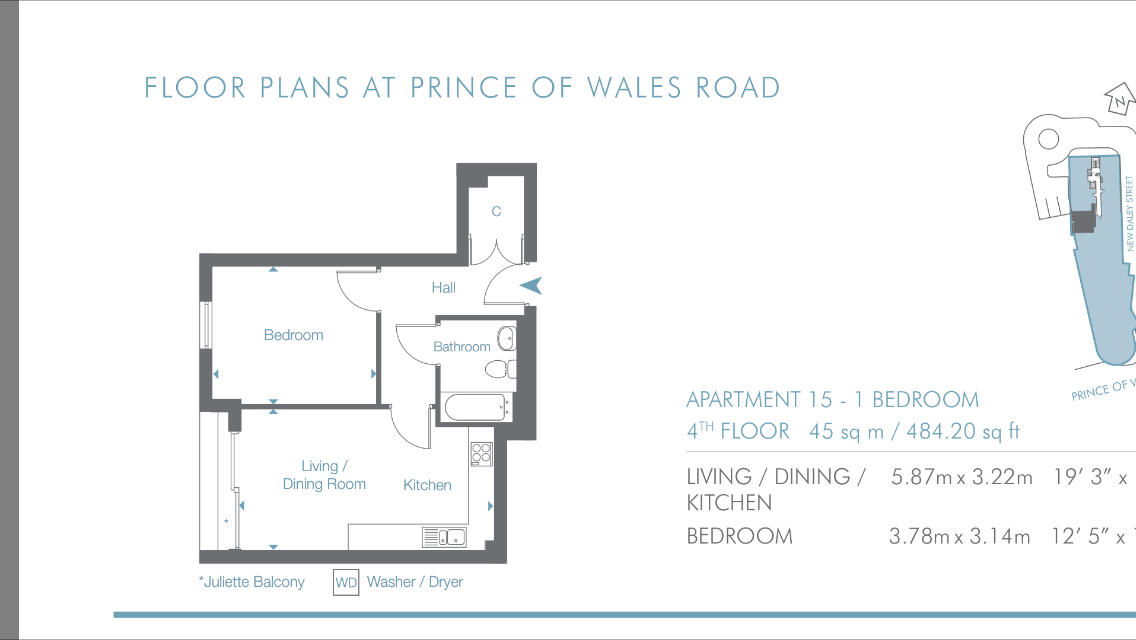 FLOOR PLANS AT PRINCE OF WALES ROAD
N
NEW DALBY STREET
PRINCE OF
C
Hall
Bedroom
Bathroom
Living /
Dining Room
Kitchen
*
*Juliette Balcony
WD
Washer / Dryer
APARTMENT 15 - 1 BEDROOM
4TH FLOOR 45 sq m / 484.20 sq ft
LIVING / DINING / 5.87m x 3.22m 19' 3" x
KITCHEN
BEDROOM 3.78m x 3.14m 12' 5" x